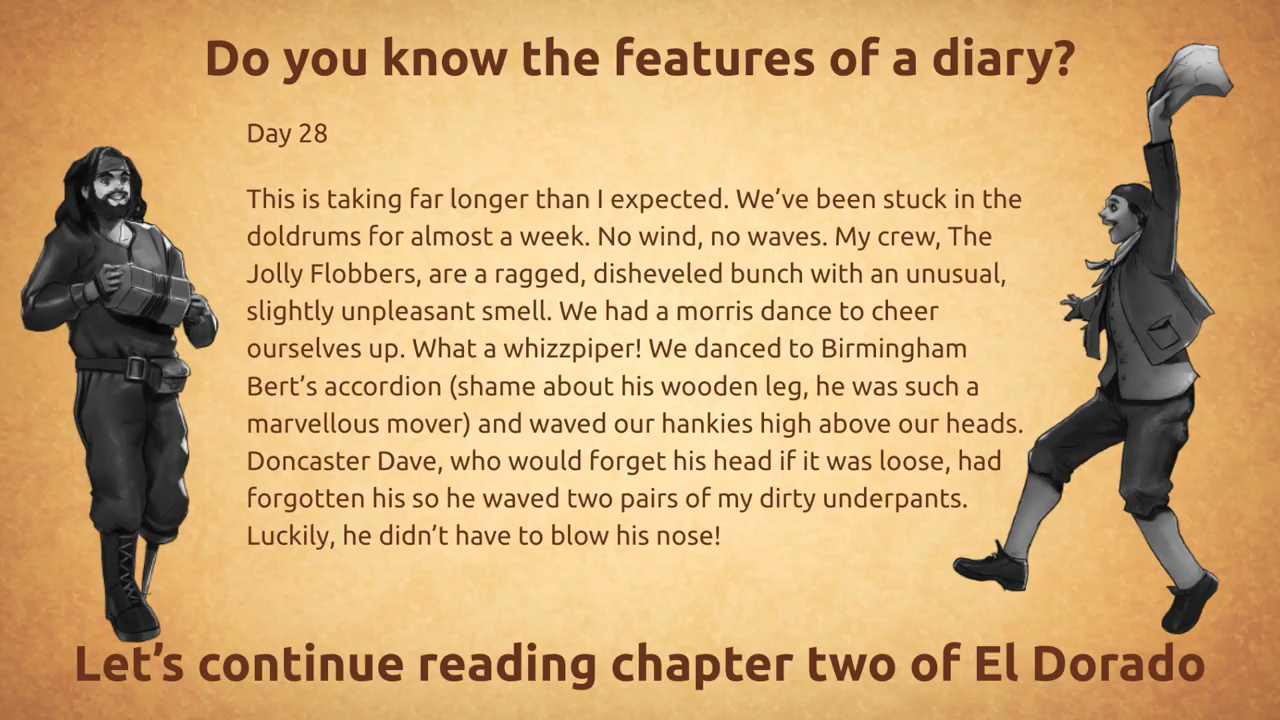 Do you know the features of a diary?
Day 28
This is taking far longer than I expected. We’ve been stuck in the
doldrums for almost a week. No wind, no waves. My crew, The
Jolly Flobbers, are a ragged, disheveled bunch with an unusual,
slightly unpleasant smell. We had a morris dance to cheer
ourselves up. What a whizzpiper! We danced to Birmingham
Bert’s accordion (shame about his wooden leg, he was such a
marvellous mover) and waved our hankies high above our heads.
Doncaster Dave, who would forget his head if it was loose, had
forgotten his so he waved two pairs of my dirty underpants.
Luckily, he didn’t have to blow his nose!
Let’s continue reading chapter two of El Dorado